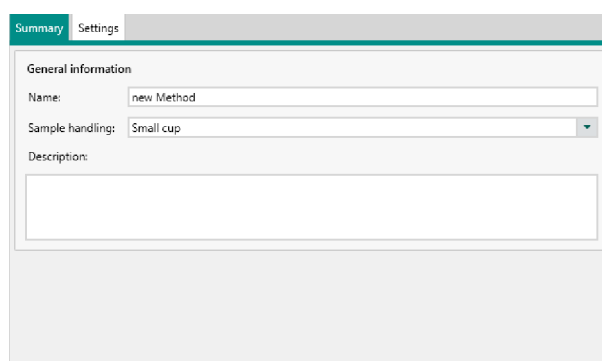 Summary Settings
General information
Name: new Method
Sample handling: Small cup
Description: